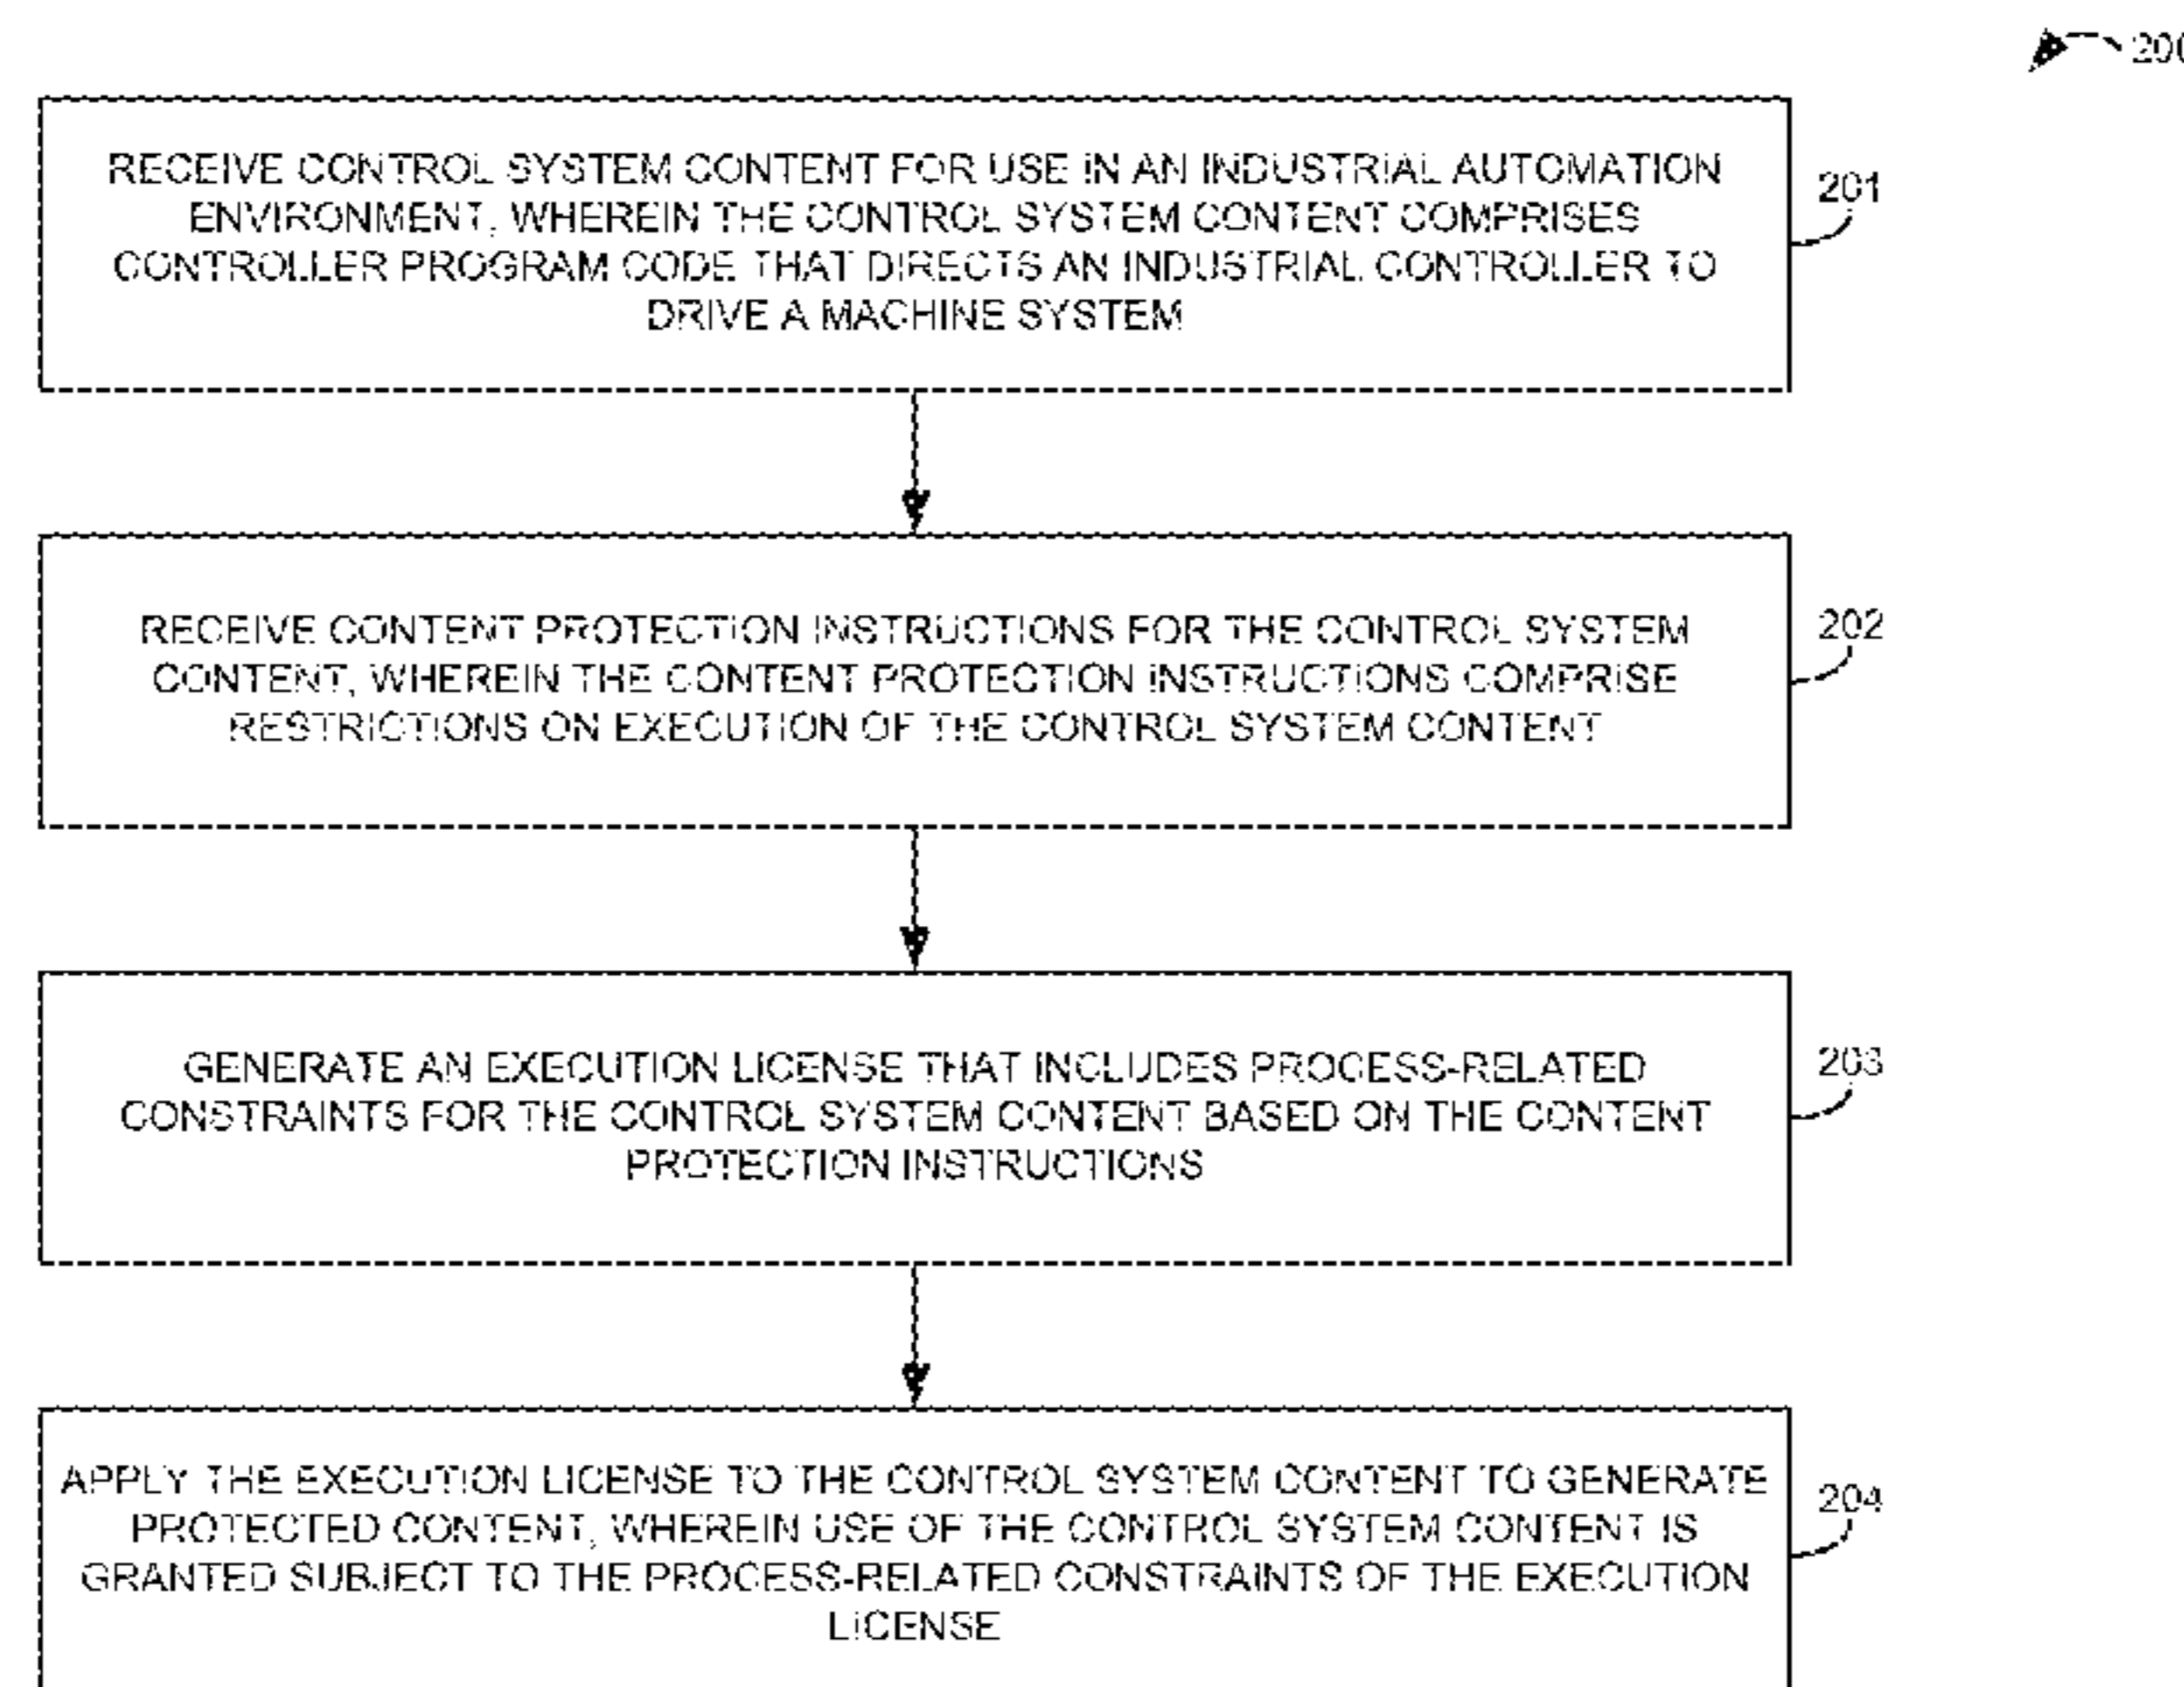 200
RECEIVE CONTROL SYSTEM CONTENT FOR USE IN AN INDUSTRIAL AUTOMATION
ENVIRONMENT, WHEREIN THE CONTROL SYSTEM CONTENT COMPRISES
CONTROLLER PROGRAM CODE THAT DIRECTS AN INDUSTRIAL CONTROLLER TO
DRIVE A MACHINE SYSTEM
201
RECEIVE CONTENT PROTECTION INSTRUCTIONS FOR THE CONTROL SYSTEM
CONTENT, WHEREIN THE CONTENT PROTECTION INSTRUCTIONS COMPRISE
RESTRICTIONS ON EXECUTION OF THE CONTROL SYSTEM CONTENT
202
GENERATE AN EXECUTION LICENSE THAT INCLUDES PROCESS-RELATED
CONSTRAINTS FOR THE CONTROL SYSTEM CONTENT BASED ON THE CONTENT
PROTECTION INSTRUCTIONS
203
APPLY THE EXECUTION LICENSE TO THE CONTROL SYSTEM CONTENT TO GENERATE
PROTECTED CONTENT, WHEREIN USE OF THE CONTROL SYSTEM CONTENT IS
GRANTED SUBJECT TO THE PROCESS-RELATED CONSTRAINTS OF THE EXECUTION
LICENSE
204